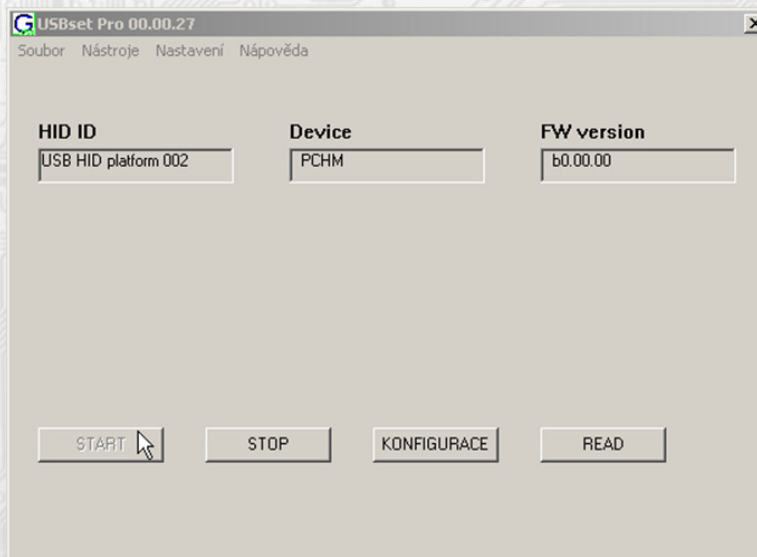 USBset Pro 00.00.27
Soubor Nástroje Nastavení Nápověda
HID ID Device FW version
USB HID platform 002 PCHM b0.00.00
START STOP KONFIGURACE READ